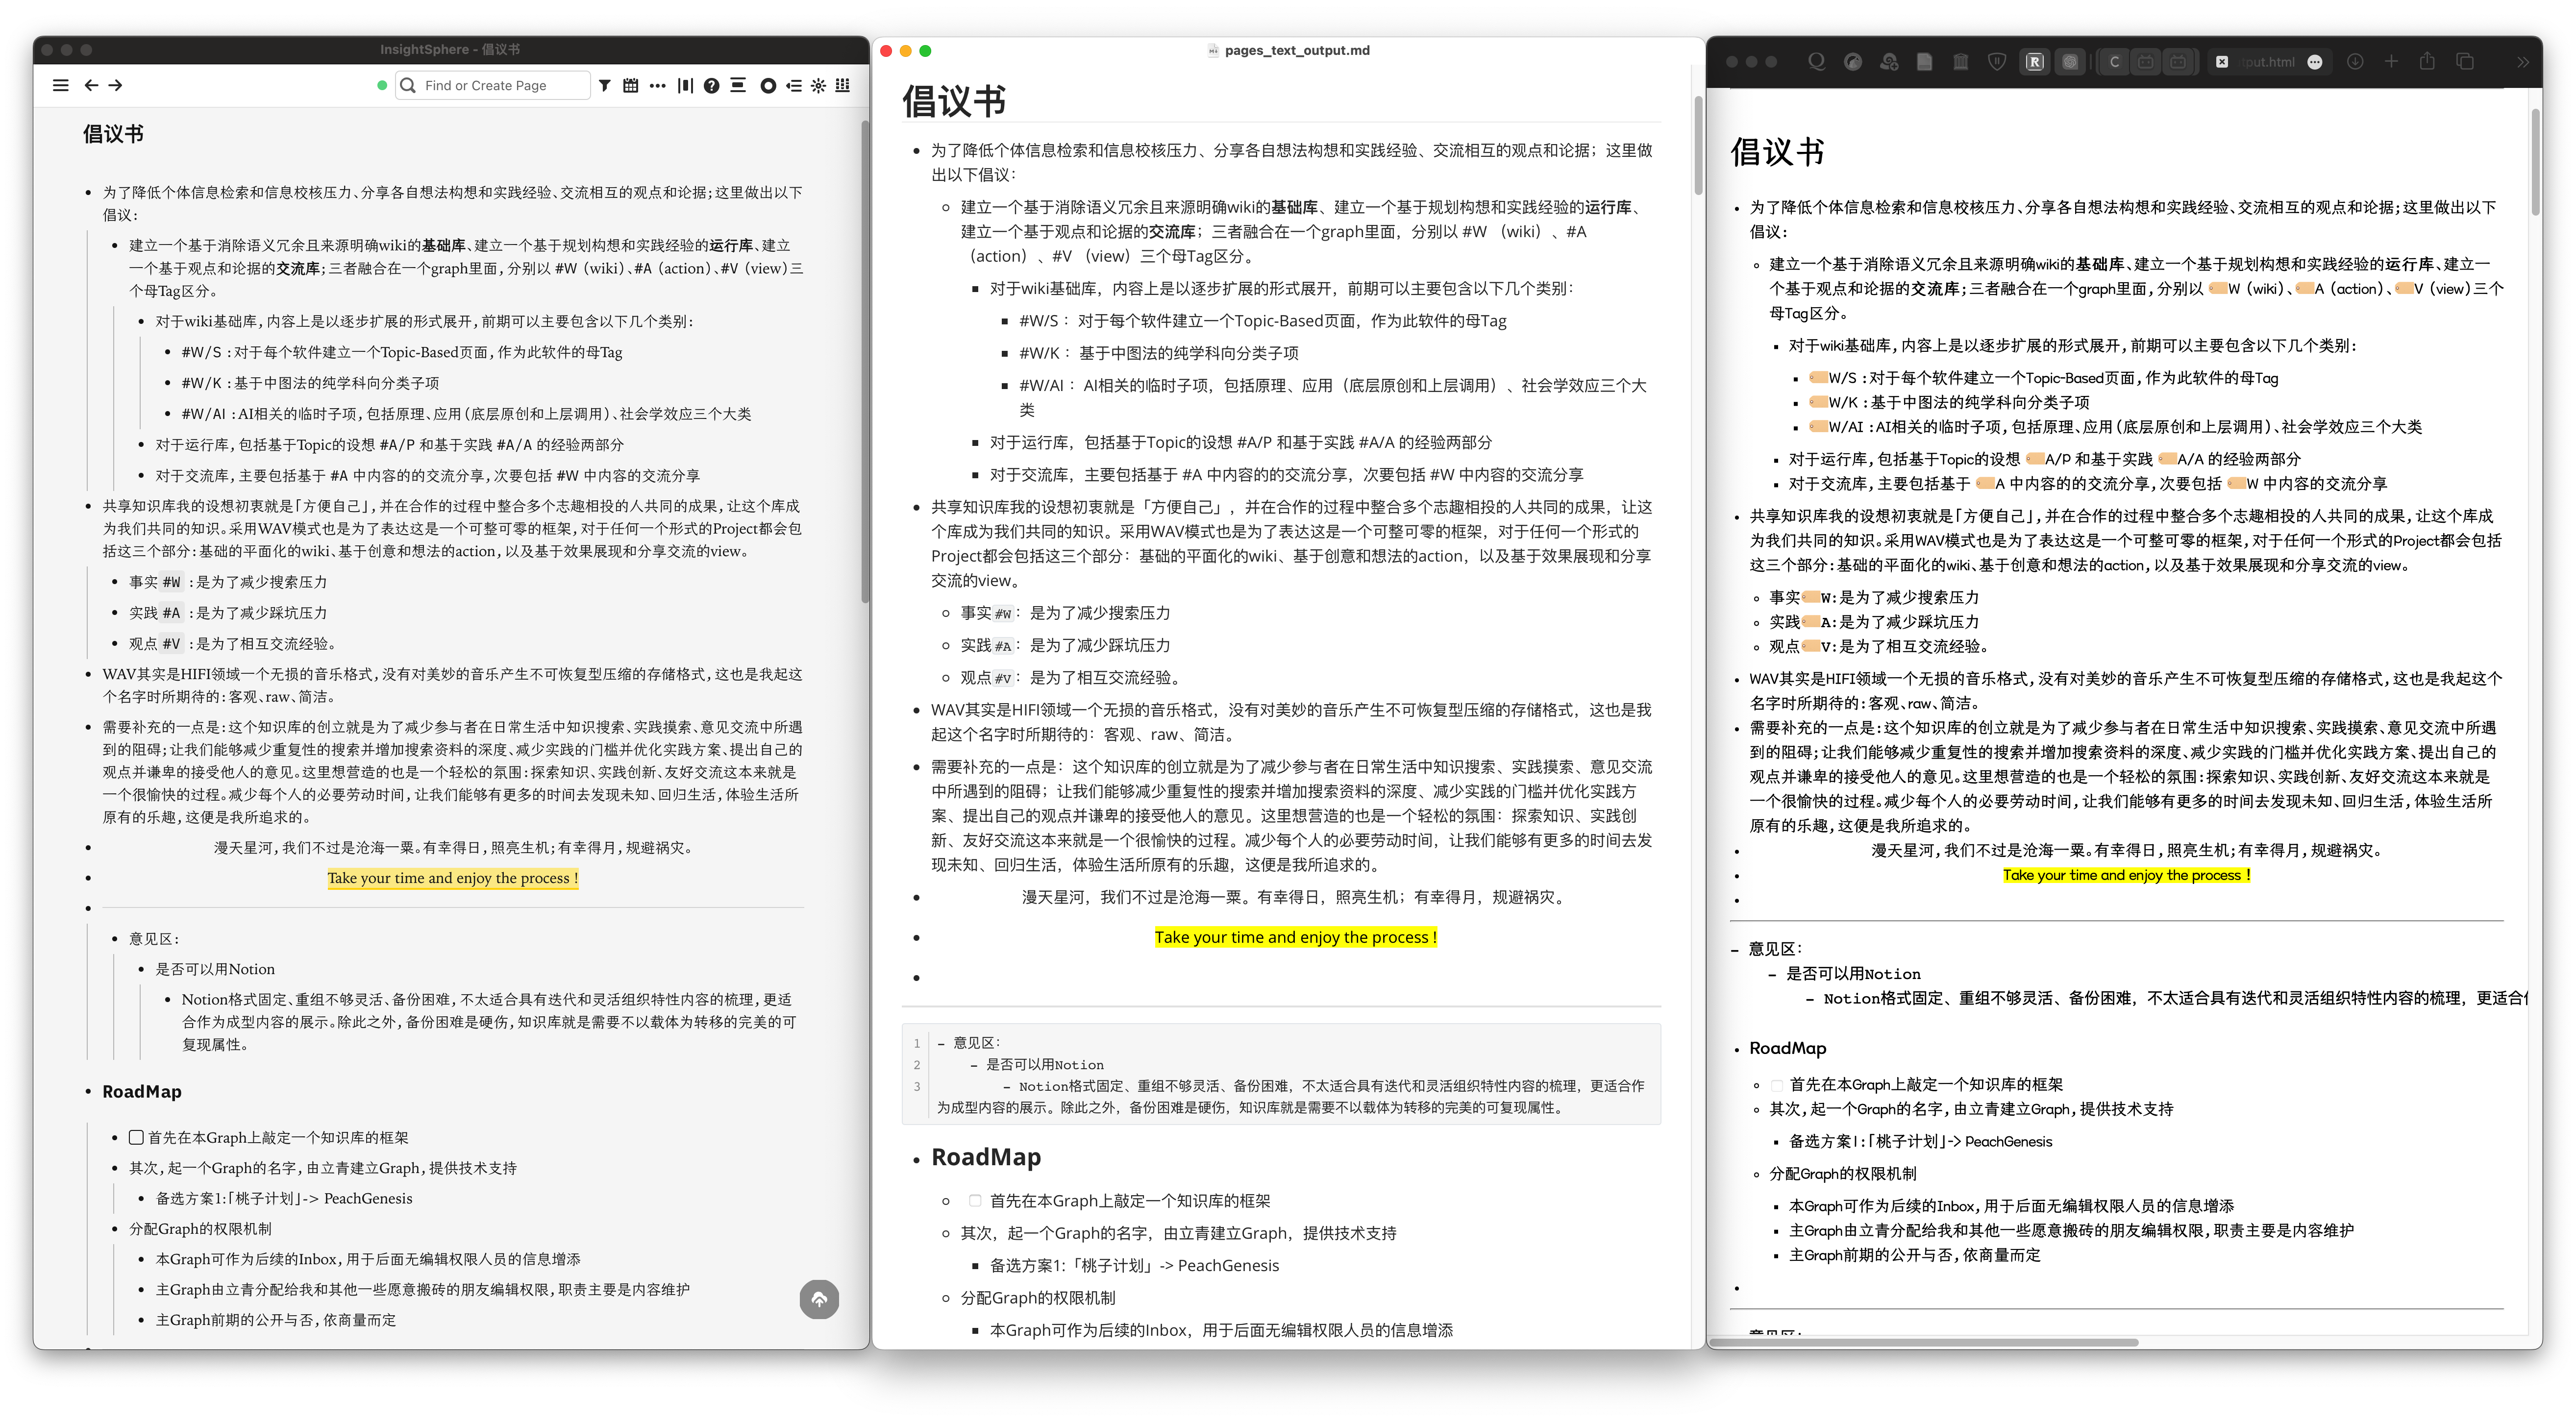 InsightSphere - 倡议书
Find or Create Page
倡议书
为了降低个体信息检索和信息校核压力、分享各自想法构想和实践经验、交流相互的观点和论据；这里做出以下
倡议：
建立一个基于消除语义冗余且来源明确wiki的基础库、建立一个基于规划构想和实践经验的运行库、建立
一个基于观点和论据的交流库；三者融合在一个graph里面，分别以 #W（wiki）、#A（action）、#V（view）三
个母Tag区分。
对于wiki基础库，内容上是以逐步扩展的形式展开，前期可以主要包含以下几个类别：
#W/S ：对于每个软件建立一个Topic-Based页面，作为此软件的母Tag
#W/K ：基于中图法的纯学科向分类子项
#W/AI ：AI相关的临时子项，包括原理、应用（底层原创和上层调用）、社会学效应三个大类
对于运行库，包括基于Topic的设想 #A/P 和基于实践 #A/A 的经验两部分
对于交流库，主要包括基于 #A 中内容的的交流分享，次要包括 #W 中内容的交流分享
共享知识库我的设想初衷就是「方便自己」，并在合作的过程中整合多个志趣相投的人共同的成果，让这个库成
为我们共同的知识。采用WAV模式也是为了表达这是一个可整可零的框架，对于任何一个形式的Project都会包
括这三个部分：基础的平面化的wiki、基于创意和想法的action，以及基于效果展现和分享交流的view。
事实 #W ：是为了减少搜索压力
实践 #A ：是为了减少踩坑压力
观点 #V ：是为了相互交流经验。
WAV其实是HIFI领域一个无损的音乐格式，没有对美妙的音乐产生不可恢复型压缩的存储格式，这也是我起这
个名字时所期待的：客观、raw、简洁。
需要补充的一点是：这个知识库的创立就是为了减少参与者在日常生活中知识搜索、实践摸索、意见交流中所遇
到的阻碍；让我们能够减少重复性的搜索并增加搜索资料的深度、减少实践的门槛并优化实践方案、提出自己的
观点并谦卑的接受他人的意见。这里想营造的也是一个轻松的氛围：探索知识、实践创新、友好交流这本来就是
一个很愉快的过程。减少每个人的必要劳动时间，让我们能够有更多的时间去发现未知、回归生活，体验生活所
原有的乐趣，这便是我所追求的。
漫天星河，我们不过是沧海一粟。有幸得日，照亮生机；有幸得月，规避祸灾。
Take your time and enjoy the process！
意见区：
是否可以用Notion
Notion格式固定、重组不够灵活、备份困难，不太适合具有迭代和灵活组织特性内容的梳理，更适
合作为成型内容的展示。除此之外，备份困难是硬伤，知识库就是需要不以载体为转移的完美的可
复现属性。
RoadMap
首先在本Graph上敲定一个知识库的框架
其次，起一个Graph的名字，由立青建立Graph，提供技术支持
备选方案1:「桃子计划」-> PeachGenesis
分配Graph的权限机制
本Graph可作为后续的Inbox，用于后面无编辑权限人员的信息增添
主Graph由立青分配给我和其他一些愿意搬砖的朋友编辑权限，职责主要是内容维护
主Graph前期的公开与否，依商量而定
pages_text_output.md
倡议书
为了降低个体信息检索和信息校核压力、分享各自想法构想和实践经验、交流相互的观点和论据；这里做
出以下倡议：
建立一个基于消除语义冗余且来源明确wiki的基础库、建立一个基于规划构想和实践经验的运行库、
建立一个基于观点和论据的交流库；三者融合在一个graph里面，分别以 #W （wiki）、#A
（action）、#V （view）三个母Tag区分。
对于wiki基础库，内容上是以逐步扩展的形式展开，前期可以主要包含以下几个类别：
#W/S ：对于每个软件建立一个Topic-Based页面，作为此软件的母Tag
#W/K ：基于中图法的纯学科向分类子项
#W/AI ：AI相关的临时子项，包括原理、应用（底层原创和上层调用）、社会学效应三个大
类
对于运行库，包括基于Topic的设想 #A/P 和基于实践 #A/A 的经验两部分
对于交流库，主要包括基于 #A 中内容的的交流分享，次要包括 #W 中内容的交流分享
共享知识库我的设想初衷就是「方便自己」，并在合作的过程中整合多个志趣相投的人共同的成果，让这
个库成为我们共同的知识。采用WAV模式也是为了表达这是一个可整可零的框架，对于任何一个形式的
Project都会包括这三个部分：基础的平面化的wiki、基于创意和想法的action，以及基于效果展现和分享
交流的view。
事实#W：是为了减少搜索压力
实践#A：是为了减少踩坑压力
观点#V：是为了相互交流经验。
WAV其实是HIFI领域一个无损的音乐格式，没有对美妙的音乐产生不可恢复型压缩的存储格式，这也是我
起这个名字时所期待的：客观、raw、简洁。
需要补充的一点是：这个知识库的创立就是为了减少参与者在日常生活中知识搜索、实践摸索、意见交流
中所遇到的阻碍；让我们能够减少重复性的搜索并增加搜索资料的深度、减少实践的门槛并优化实践方
案、提出自己的观点并谦卑的接受他人的意见。这里想营造的也是一个轻松的氛围：探索知识、实践创
新、友好交流这本来就是一个很愉快的过程。减少每个人的必要劳动时间，让我们能够有更多的时间去发
现未知、回归生活，体验生活所原有的乐趣，这便是我所追求的。
漫天星河，我们不过是沧海一粟。有幸得日，照亮生机；有幸得月，规避祸灾。
Take your time and enjoy the process！
1 - 意见区：
2 - 是否可以用Notion
3 - Notion格式固定、重组不够灵活、备份困难，不太适合具有迭代和灵活组织特性内容的梳理，更适合作
为成型内容的展示。除此之外，备份困难是硬伤，知识库就是需要不以载体为转移的完美的可复现属性。
RoadMap
首先在本Graph上敲定一个知识库的框架
其次，起一个Graph的名字，由立青建立Graph，提供技术支持
备选方案1:「桃子计划」-> PeachGenesis
分配Graph的权限机制
本Graph可作为后续的Inbox，用于后面无编辑权限人员的信息增添
put.html
倡议书
为了降低个体信息检索和信息校核压力、分享各自想法构想和实践经验、交流相互的观点和论据；这里做出以下
倡议：
建立一个基于消除语义冗余且来源明确wiki的基础库、建立一个基于规划构想和实践经验的运行库、建立一
个基于观点和论据的交流库；三者融合在一个graph里面，分别以 W（wiki）、A（action）、V（view）三个
母Tag区分。
对于wiki基础库，内容上是以逐步扩展的形式展开，前期可以主要包含以下几个类别：
W/S ：对于每个软件建立一个Topic-Based页面，作为此软件的母Tag
W/K ：基于中图法的纯学科向分类子项
W/AI ：AI相关的临时子项，包括原理、应用（底层原创和上层调用）、社会学效应三个大类
对于运行库，包括基于Topic的设想 A/P 和基于实践 A/A 的经验两部分
对于交流库，主要包括基于 A 中内容的的交流分享，次要包括 W 中内容的交流分享
共享知识库我的设想初衷就是「方便自己」，并在合作的过程中整合多个志趣相投的人共同的成果，让这个库成
为我们共同的知识。采用WAV模式也是为了表达这是一个可整可零的框架，对于任何一个形式的Project都会包括
这三个部分：基础的平面化的wiki、基于创意和想法的action，以及基于效果展现和分享交流的view。
事实W：是为了减少搜索压力
实践A：是为了减少踩坑压力
观点V：是为了相互交流经验。
WAV其实是HIFI领域一个无损的音乐格式，没有对美妙的音乐产生不可恢复型压缩的存储格式，这也是我起这个
名字时所期待的：客观、raw、简洁。
需要补充的一点是：这个知识库的创立就是为了减少参与者在日常生活中知识搜索、实践摸索、意见交流中所遇
到的阻碍；让我们能够减少重复性的搜索并增加搜索资料的深度、减少实践的门槛并优化实践方案、提出自己的
观点并谦卑的接受他人的意见。这里想营造的也是一个轻松的氛围：探索知识、实践创新、友好交流这本来就是
一个很愉快的过程。减少每个人的必要劳动时间，让我们能够有更多的时间去发现未知、回归生活，体验生活所
原有的乐趣，这便是我所追求的。
漫天星河，我们不过是沧海一粟。有幸得日，照亮生机；有幸得月，规避祸灾。
Take your time and enjoy the process！
- 意见区：
- 是否可以用Notion
- Notion格式固定、重组不够灵活、备份困难，不太适合具有迭代和灵活组织特性内容的梳理，更适合
RoadMap
首先在本Graph上敲定一个知识库的框架
其次，起一个Graph的名字，由立青建立Graph，提供技术支持
备选方案1:「桃子计划」-> PeachGenesis
分配Graph的权限机制
本Graph可作为后续的Inbox，用于后面无编辑权限人员的信息增添
主Graph由立青分配给我和其他一些愿意搬砖的朋友编辑权限，职责主要是内容维护
主Graph前期的公开与否，依商量而定